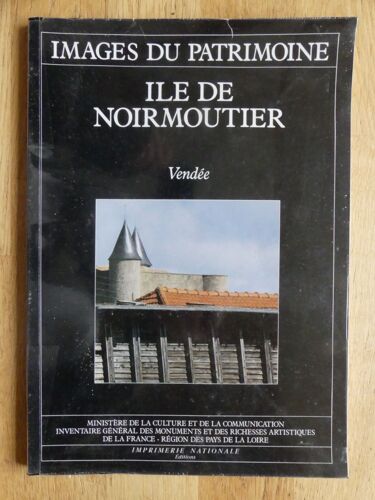 IMAGES DU PATRIMOINE
ILE DE
NOIRMOUTIER
Vendée
MINISTÈRE DE LA CULTURE ET DE LA COMMUNICATION
INVENTAIRE GÉNÉRAL DES MONUMENTS ET DES RICHESSES ARTISTIQUES
DE LA FRANCE - RÉGION DES PAYS DE LA LOIRE
IMPRIMERIE NATIONALE
Éditions